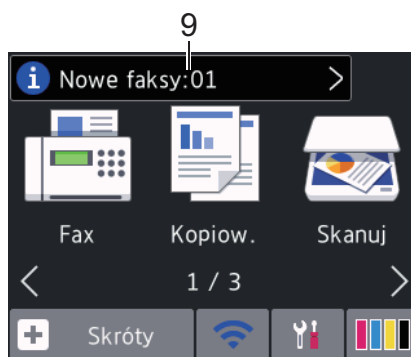 9
i Nowe faksy:01 >
Fax Kopiow. Skanuj
< 1 / 3 >
+ Skróty